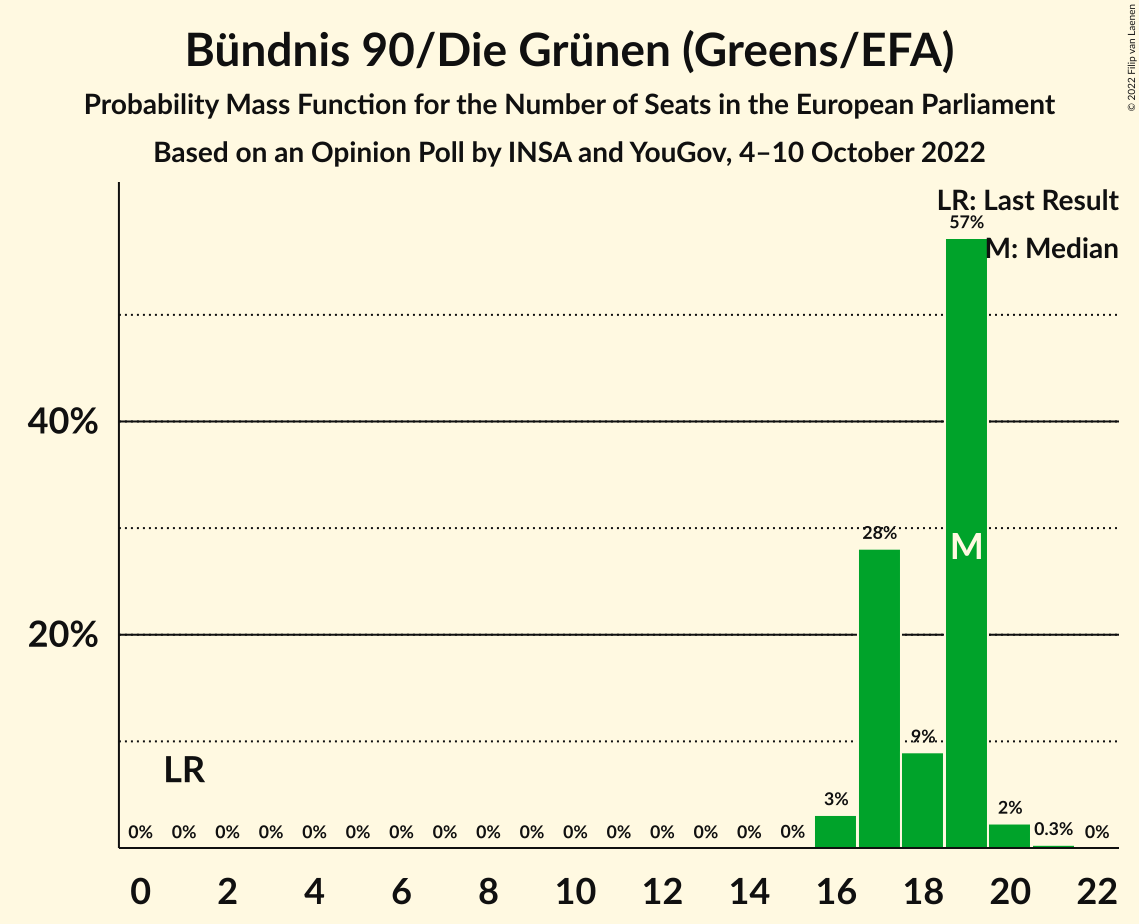 Bündnis 90/Die Grünen (Greens/EFA)
Probability Mass Function for the Number of Seats in the European Parliament
Based on an Opinion Poll by INSA and YouGov, 4–10 October 2022
© 2022 Filip van Laenen
LR: Last Result
57%
M: Median
40%
28%
M
20%
9%
LR
3%
2%
0% 0% 0% 0% 0% 0% 0% 0% 0% 0% 0% 0% 0% 0% 0% 0% 0.3% 0%
0 2 4 6 8 10 12 14 16 18 20 22